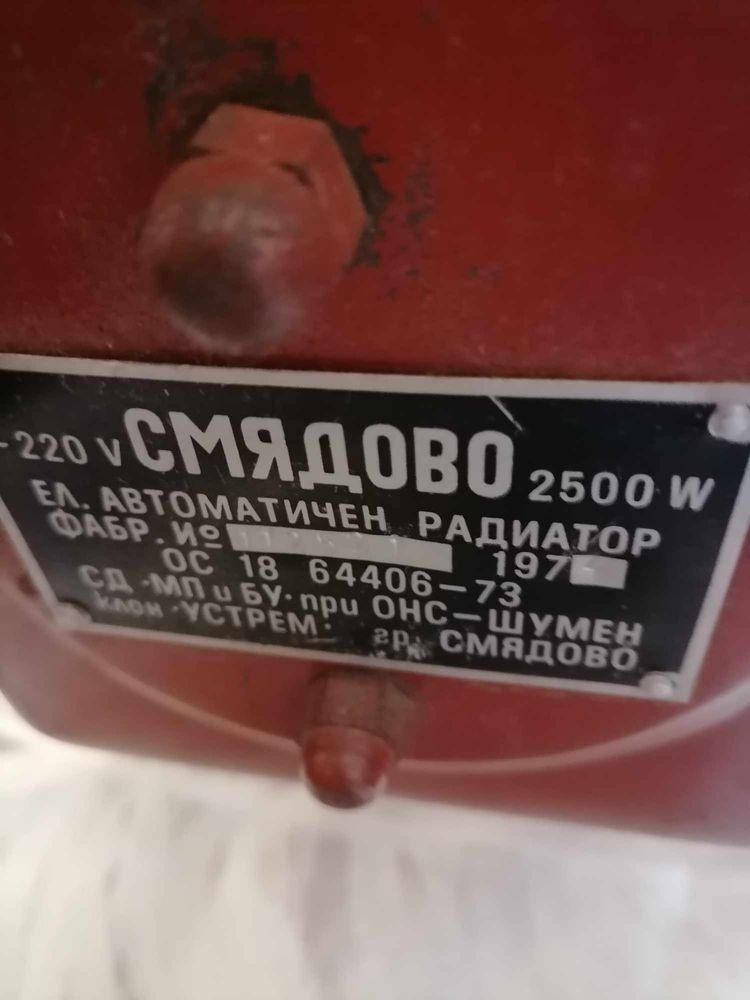 ~220 V СМЯДОВО 2500 W
ЕЛ. АВТОМАТИЧЕН РАДИАТОР
ФАБР. № 197
ОС 18 64406-73
СД "МП и БУ" при ОНС-ШУМЕН
клон "УСТРЕМ" гр. СМЯДОВО